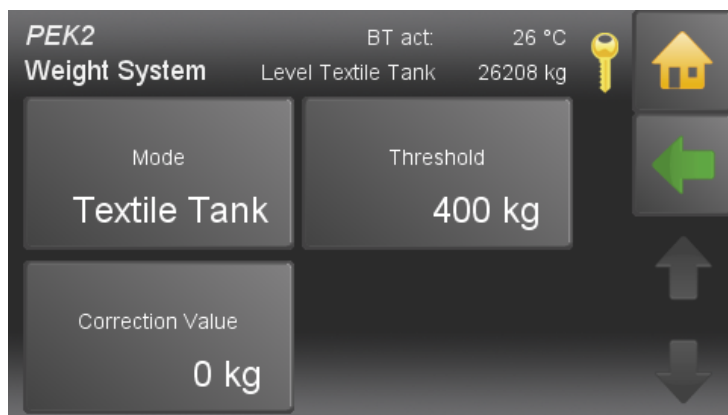 PEK2 BT act: 26 °C
Weight System Level Textile Tank 26208 kg
Mode
Textile Tank
Threshold
400 kg
Correction Value
0 kg